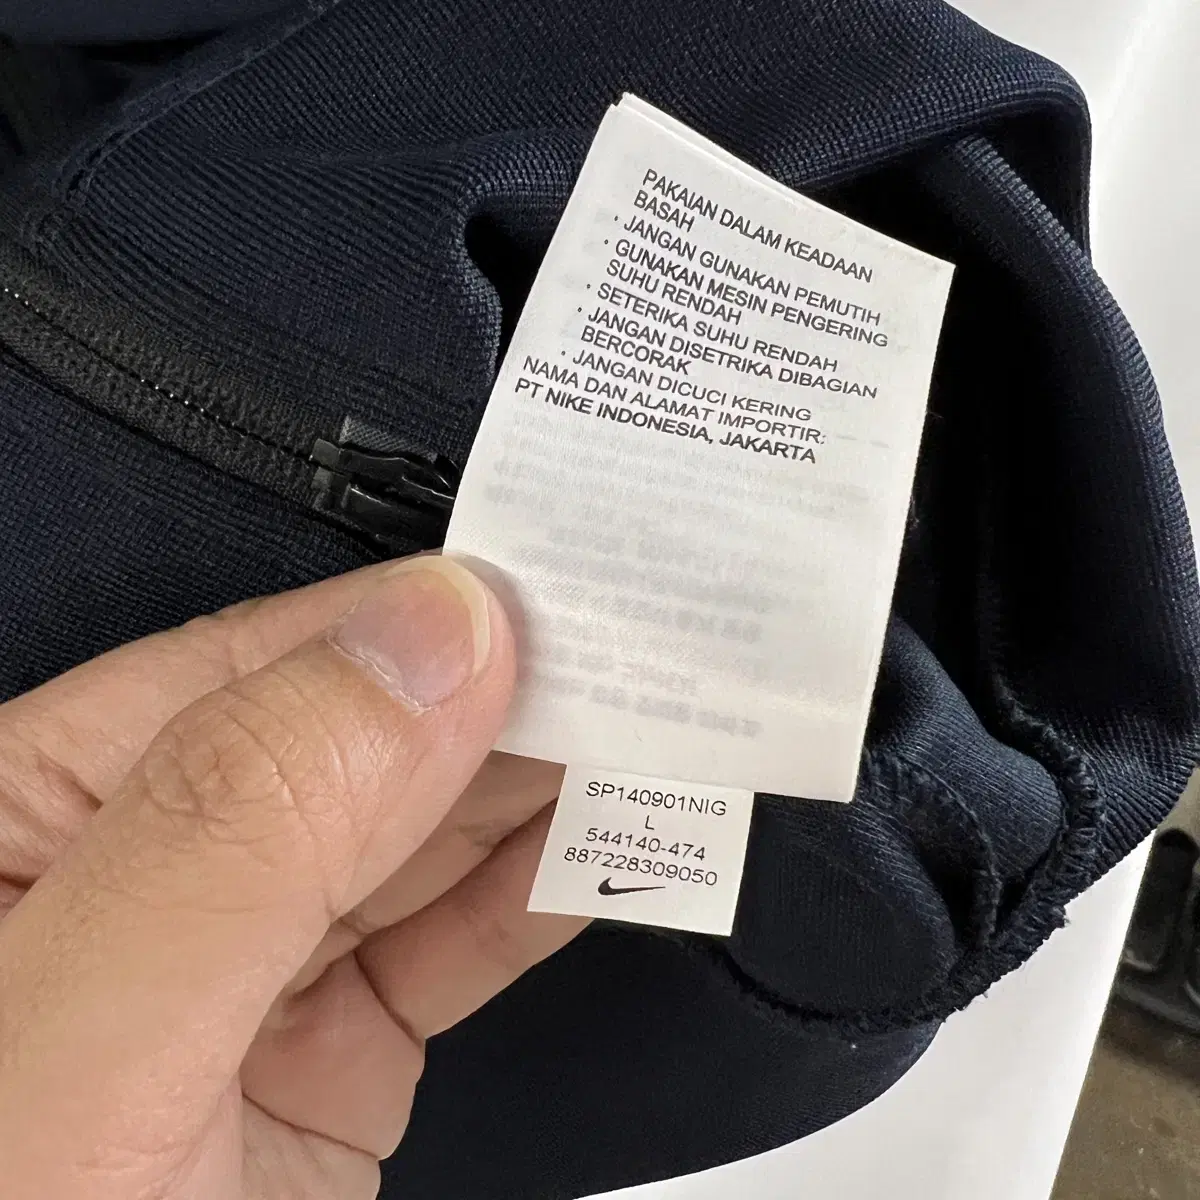 PAKAIAN DALAM KEADAAN
BASAH
· JANGAN GUNAKAN PEMUTIH
· GUNAKAN MESIN PENGERING
SUHU RENDAH
· SETERIKA SUHU RENDAH
· JANGAN DISETRIKA DIBAGIAN
BERCORAK
· JANGAN DICUCI KERING
NAMA DAN ALAMAT IMPORTIR:
PT NIKE INDONESIA, JAKARTA
SP140901NIG
L
544140-474
887228309050